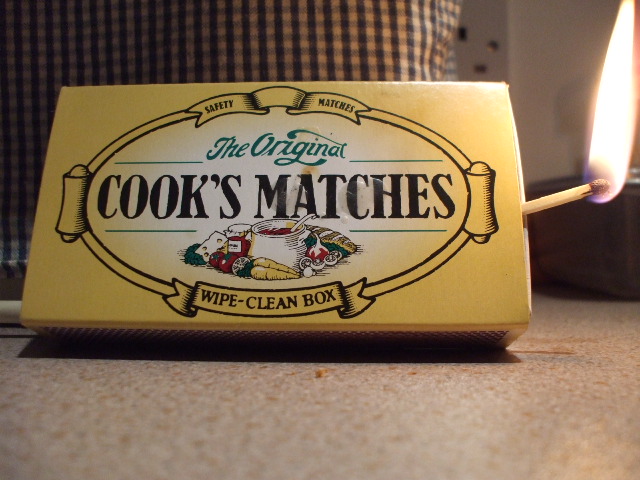 SAFETY MATCHES
The Original
COOK'S MATCHES
WIPE-CLEAN BOX